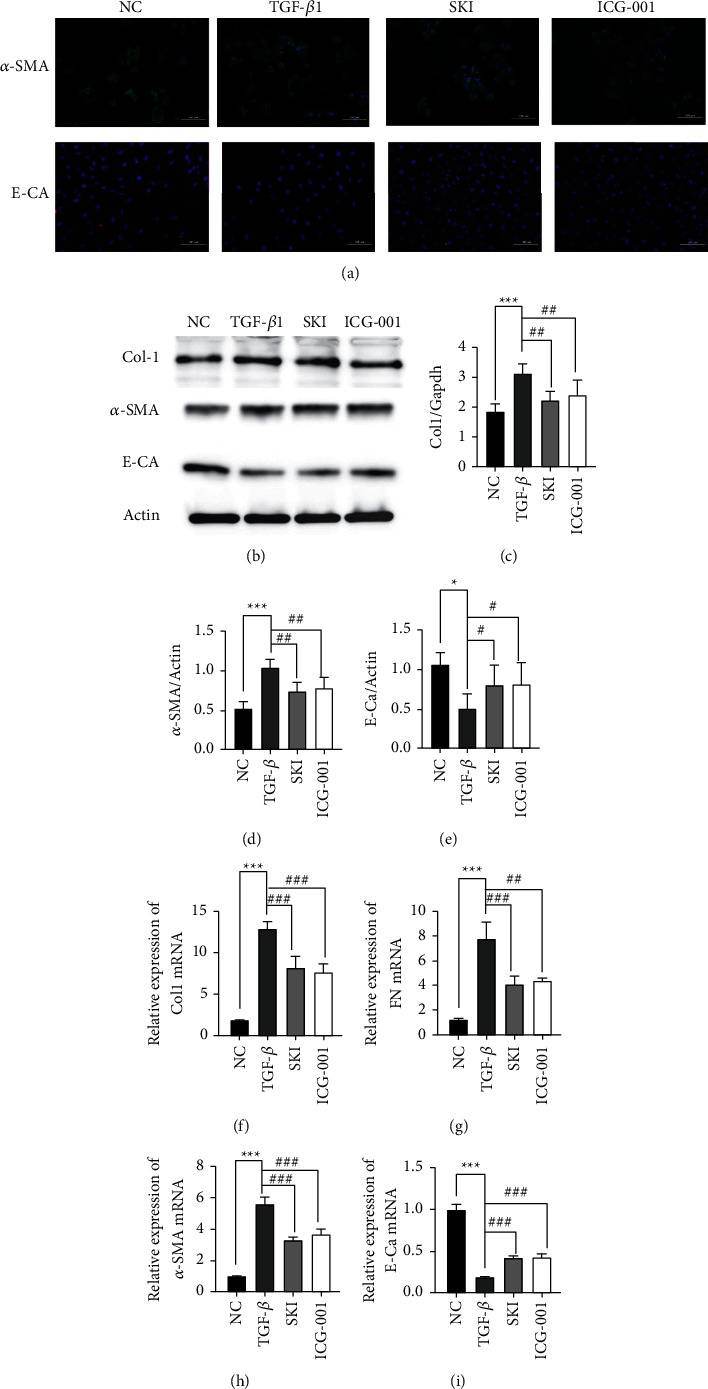 NC TGF-β1 SKI ICG-001
α-SMA
E-CA
(a)
NC TGF-β1 SKI ICG-001
Col-1
α-SMA
E-CA
Actin
(b)
*** ##
##
Col1/Gapdh
4
3
2
1
0
NC TGF-β SKI ICG-001
(c)
*** ##
##
α-SMA/Actin
1.5
1.0
0.5
0.0
NC TGF-β SKI ICG-001
(d)
* #
#
E-Ca/Actin
1.5
1.0
0.5
0.0
NC TGF-β SKI ICG-001
(e)
*** ###
###
Relative expression of
Col1 mRNA
15
10
5
0
NC TGF-β SKI ICG-001
(f)
*** ##
###
Relative expression of
FN mRNA
10
8
6
4
2
0
NC TGF-β SKI ICG-001
(g)
*** ###
###
Relative expression of
α-SMA mRNA
8
6
4
2
0
NC TGF-β SKI ICG-001
(h)
*** ###
###
Relative expression of
E-Ca mRNA
1.5
1.0
0.5
0.0
NC TGF-β SKI ICG-001
(i)